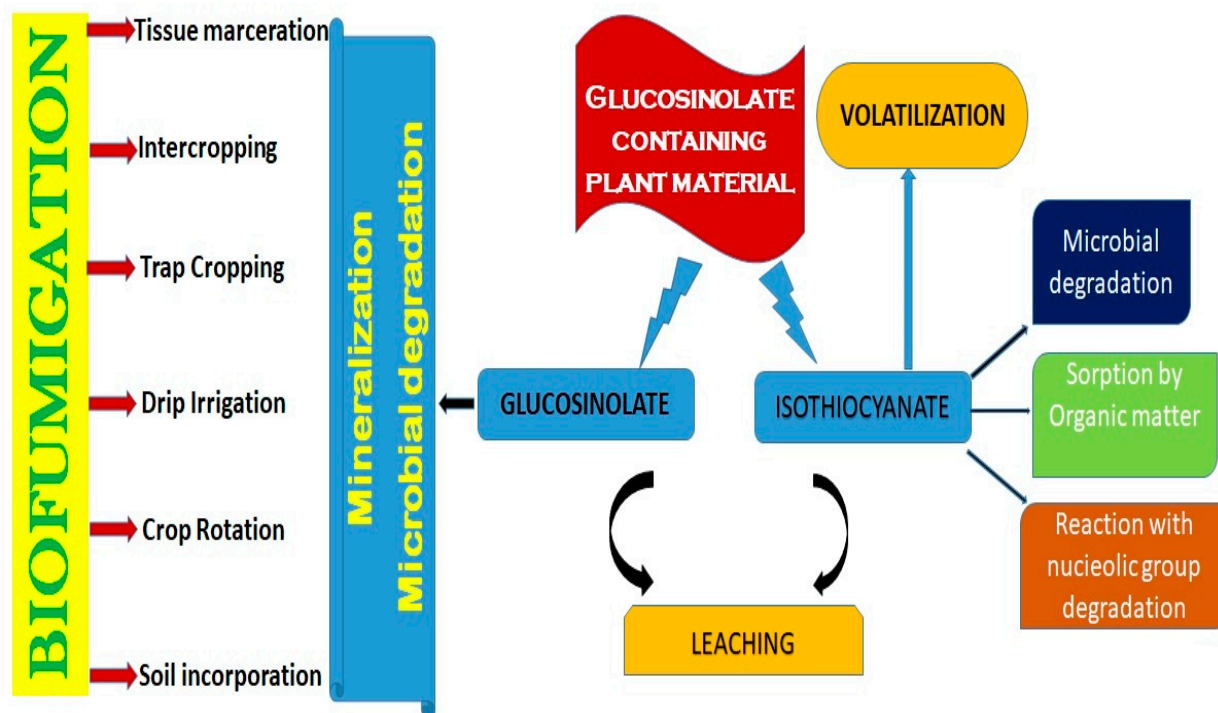 BIOFUMIGATION
Tissue marceration
Intercropping
Trap Cropping
Drip Irrigation
Crop Rotation
Soil incorporation
Mineralization
Microbial degradation
GLUCOSINOLATE
CONTAINING
PLANT MATERIAL
VOLATILIZATION
GLUCOSINOLATE
ISOTHIOCYANATE
Microbial
degradation
Sorption by
Organic matter
Reaction with
nucieolic group
degradation
LEACHING